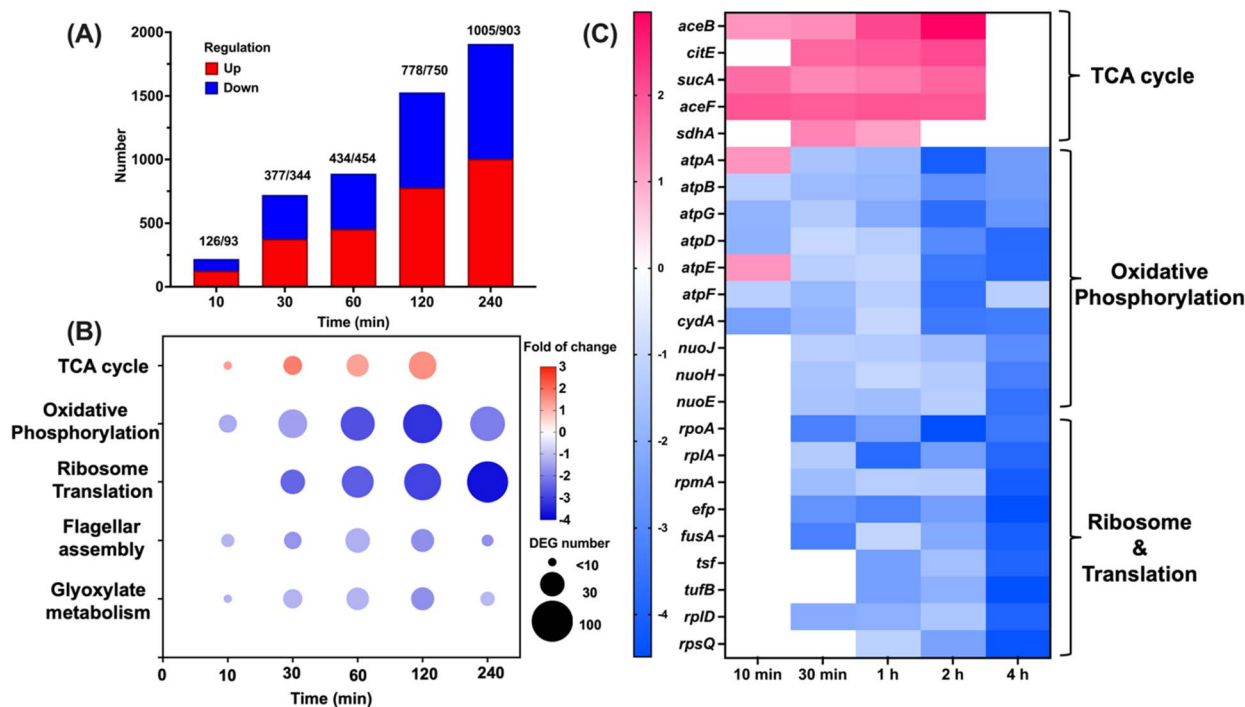 (A)
2000
1500
1000
500
0
Number
Regulation
Up
Down
126/93
377/344
434/454
778/750
1005/903
10
30
60
120
240
Time (min)
(B)
TCA cycle
Oxidative
Phosphorylation
Ribosome
Translation
Flagellar
assembly
Glyoxylate
metabolism
0
10
30
60
120
240
Time (min)
Fold of change
3
2
1
0
-1
-2
-3
-4
DEG number
<10
30
100
(C)
2
1
0
-1
-2
-3
-4
aceB
citE
sucA
aceF
sdhA
atpA
atpB
atpG
atpD
atpE
atpF
cydA
nuoJ
nuoH
nuoE
rpoA
rplA
rpmA
efp
fusA
tsf
tufB
rplD
rpsQ
10 min
30 min
1 h
2 h
4 h
TCA cycle
Oxidative
Phosphorylation
Ribosome
&
Translation